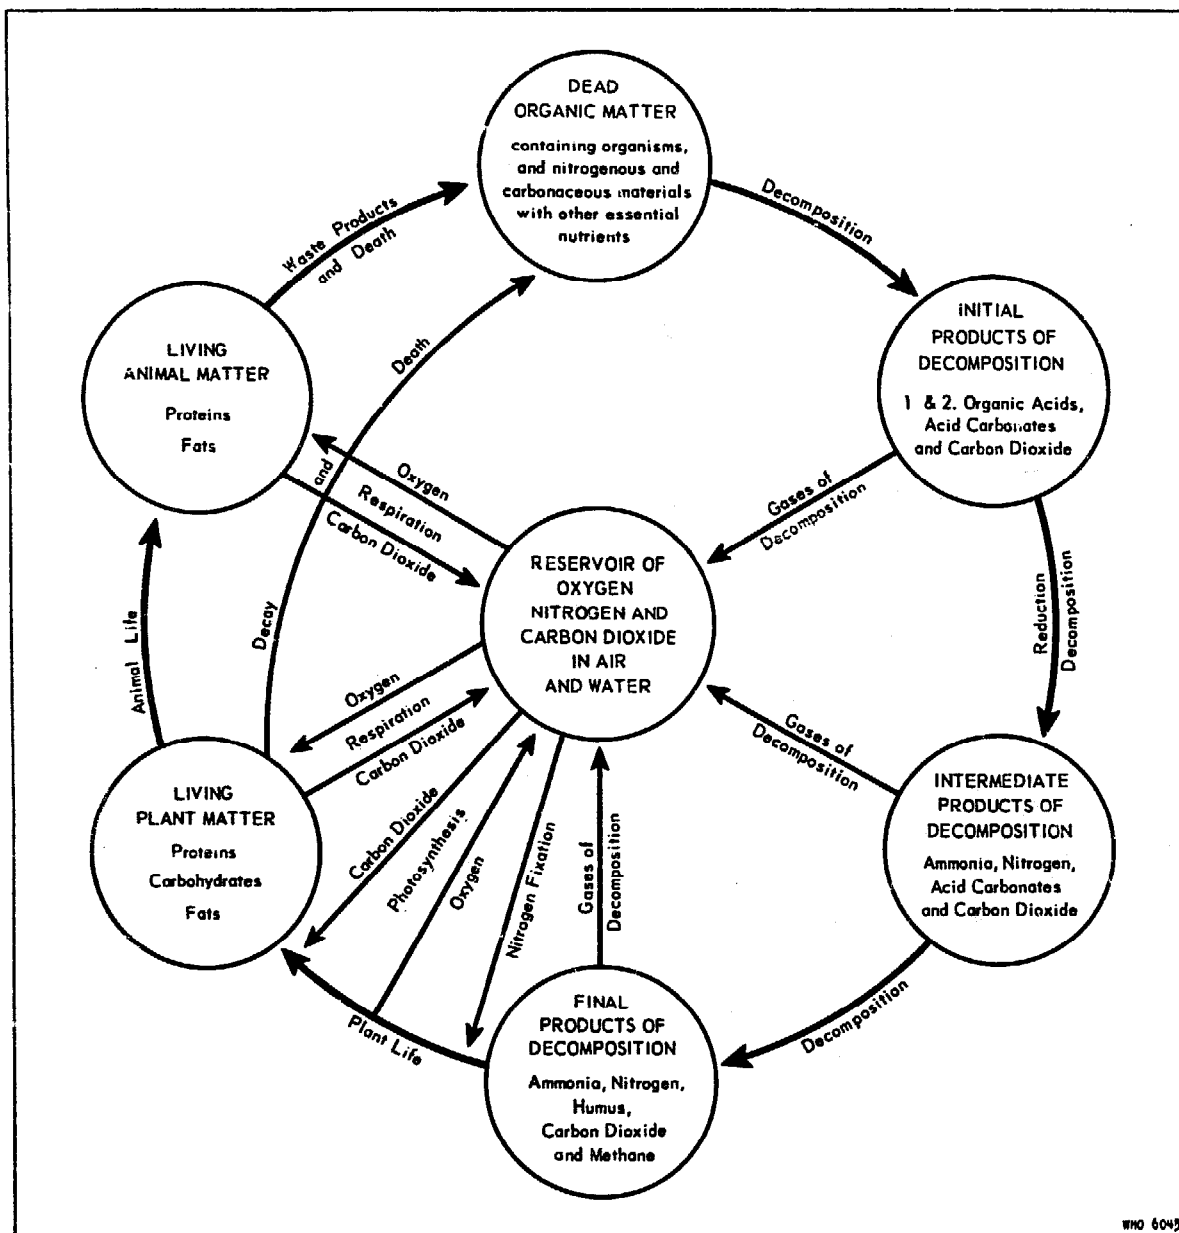 DEAD
ORGANIC MATTER
containing organisms,
and nitrogenous and
carbonaceous materials
with other essential
nutrients
Decomposition
Waste Products
and Death
INITIAL
PRODUCTS OF
DECOMPOSITION
1 & 2. Organic Acids,
Acid Carbonates
and Carbon Dioxide
LIVING
ANIMAL MATTER
Proteins
Fats
Decay and Death
Oxygen
Respiration
Carbon Dioxide
Gases of
Decomposition
RESERVOIR OF
OXYGEN
NITROGEN AND
CARBON DIOXIDE
IN AIR
AND WATER
Reduction
Decomposition
Animal Life
Oxygen
Respiration
Carbon Dioxide
Gases of
Decomposition
LIVING
PLANT MATTER
Proteins
Carbohydrates
Fats
Carbon Dioxide
Photosynthesis
Oxygen
Nitrogen Fixation
Gases of
Decomposition
INTERMEDIATE
PRODUCTS OF
DECOMPOSITION
Ammonia, Nitrogen,
Acid Carbonates
and Carbon Dioxide
Decomposition
Plant Life
FINAL
PRODUCTS OF
DECOMPOSITION
Ammonia, Nitrogen,
Humus,
Carbon Dioxide
and Methane
WHO 6045